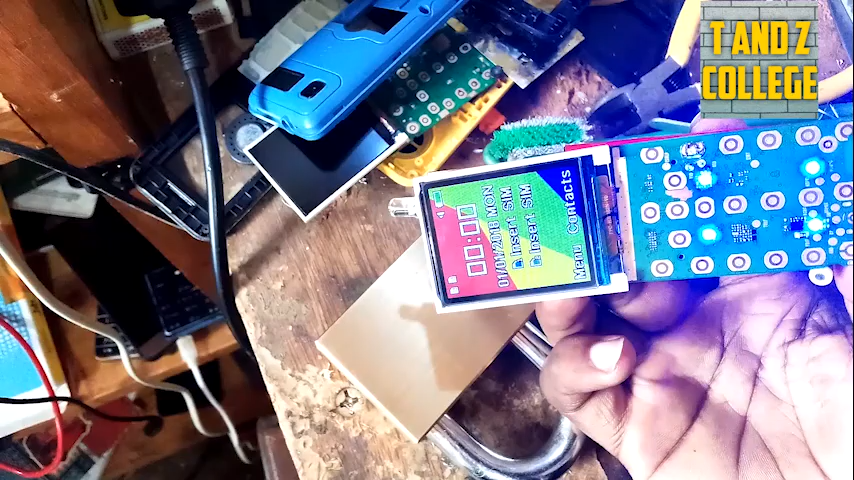 T AND Z
COLLEGE
00:00
01/01/2018 MON
Insert SIM
Insert SIM
Menu Contacts